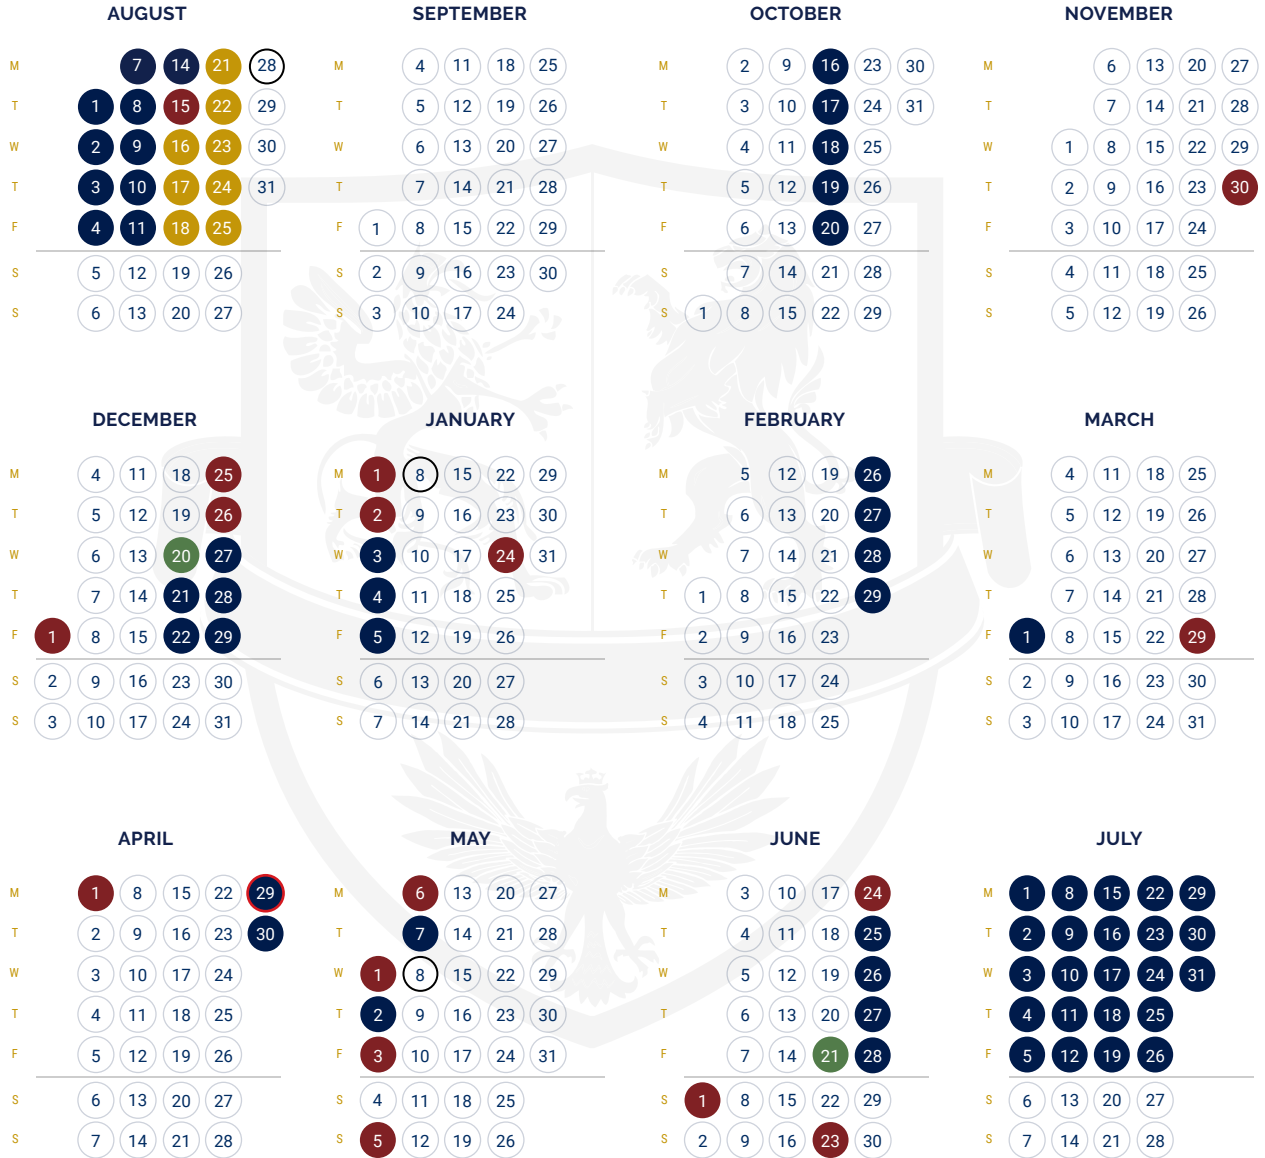 AUGUST SEPTEMBER OCTOBER NOVEMBER
M 7 14 21 28 M 4 11 18 25 M 2 9 16 23 30 M 6 13 20 27
T 1 8 15 22 29 T 5 12 19 26 T 3 10 17 24 31 T 7 14 21 28
W 2 9 16 23 30 W 6 13 20 27 W 4 11 18 25 W 1 8 15 22 29
T 3 10 17 24 31 T 7 14 21 28 T 5 12 19 26 T 2 9 16 23 30
F 4 11 18 25 F 1 8 15 22 29 F 6 13 20 27 F 3 10 17 24
S 5 12 19 26 S 2 9 16 23 30 S 7 14 21 28 S 4 11 18 25
S 6 13 20 27 S 3 10 17 24 S 1 8 15 22 29 S 5 12 19 26
DECEMBER JANUARY FEBRUARY MARCH
M 4 11 18 25 M 1 8 15 22 29 M 5 12 19 26 M 4 11 18 25
T 5 12 19 26 T 2 9 16 23 30 T 6 13 20 27 T 5 12 19 26
W 6 13 20 27 W 3 10 17 24 31 W 7 14 21 28 W 6 13 20 27
T 7 14 21 28 T 4 11 18 25 T 1 8 15 22 29 T 7 14 21 28
F 1 8 15 22 29 F 5 12 19 26 F 2 9 16 23 F 1 8 15 22 29
S 2 9 16 23 30 S 6 13 20 27 S 3 10 17 24 S 2 9 16 23 30
S 3 10 17 24 31 S 7 14 21 28 S 4 11 18 25 S 3 10 17 24 31
APRIL MAY JUNE JULY
M 1 8 15 22 29 M 6 13 20 27 M 3 10 17 24 M 1 8 15 22 29
T 2 9 16 23 30 T 7 14 21 28 T 4 11 18 25 T 2 9 16 23 30
W 3 10 17 24 W 1 8 15 22 29 W 5 12 19 26 W 3 10 17 24 31
T 4 11 18 25 T 2 9 16 23 30 T 6 13 20 27 T 4 11 18 25
F 5 12 19 26 F 3 10 17 24 31 F 7 14 21 28 F 5 12 19 26
S 6 13 20 27 S 4 11 18 25 S 1 8 15 22 29 S 6 13 20 27
S 7 14 21 28 S 5 12 19 26 S 2 9 16 23 30 S 7 14 21 28